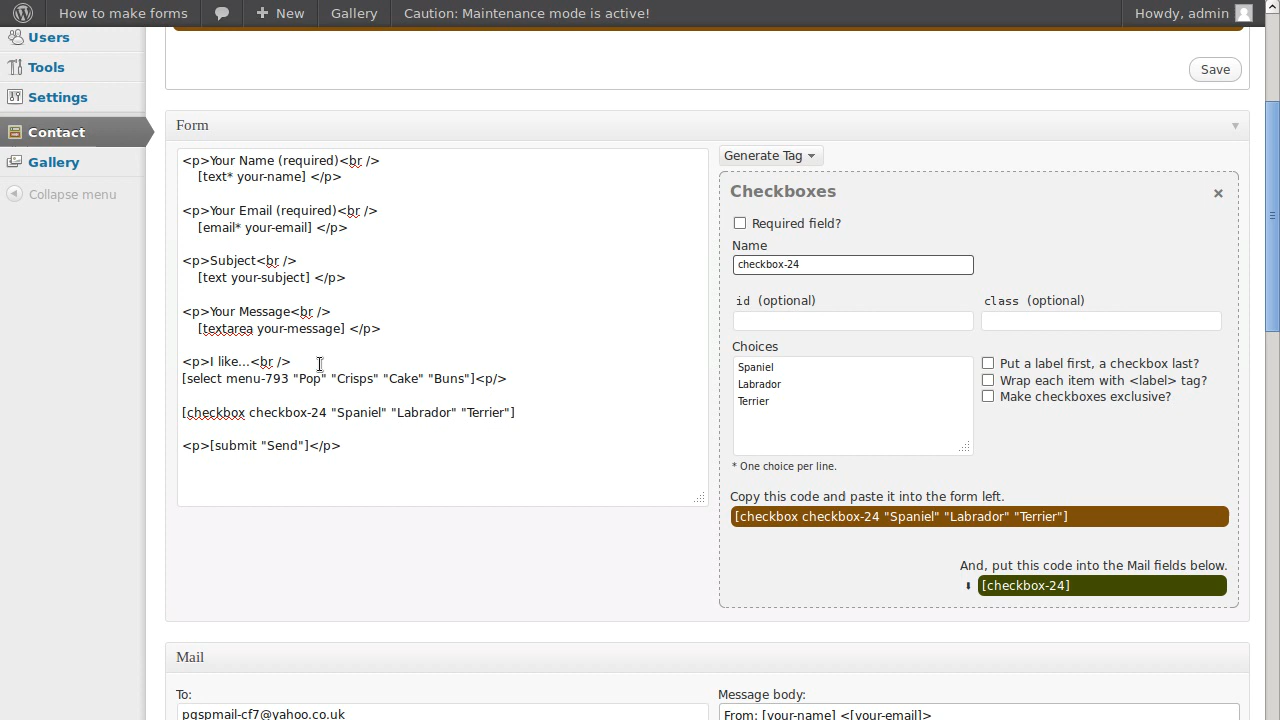 How to make forms
New
Gallery
Caution: Maintenance mode is active!
Howdy, admin
Users
Tools
Settings
Contact
Gallery
Collapse menu
Save
Form
<p>Your Name (required)<br />
[text* your-name] </p>
<p>Your Email (required)<br />
[email* your-email] </p>
<p>Subject<br />
[text your-subject] </p>
<p>Your Message<br />
[textarea your-message] </p>
<p>I like...<br />
[select menu-793 "Pop" "Crisps" "Cake" "Buns"]<p/>
[checkbox checkbox-24 "Spaniel" "Labrador" "Terrier"]
<p>[submit "Send"]</p>
Generate Tag
Checkboxes
Required field?
Name
checkbox-24
id (optional)
class (optional)
Choices
Spaniel
Labrador
Terrier
Put a label first, a checkbox last?
Wrap each item with <label> tag?
Make checkboxes exclusive?
* One choice per line.
Copy this code and paste it into the form left.
[checkbox checkbox-24 "Spaniel" "Labrador" "Terrier"]
And, put this code into the Mail fields below.
[checkbox-24]
Mail
To:
pgspmail-cf7@yahoo.co.uk
Message body:
From: [your-name] <[your-email]>